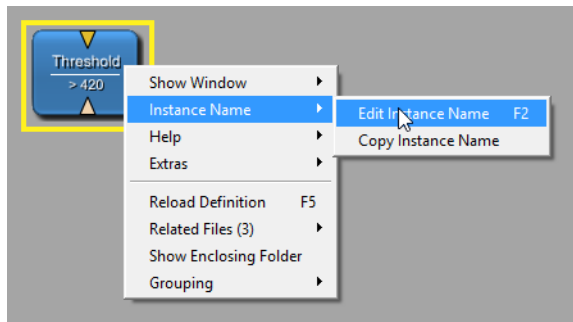 Threshold
> 420
Show Window
Instance Name
Help
Extras
Reload Definition F5
Related Files (3)
Show Enclosing Folder
Grouping
Edit Instance Name F2
Copy Instance Name